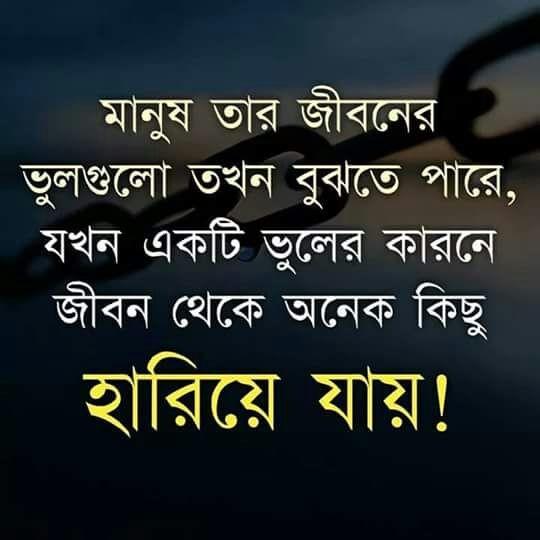 মানুষ তার জীবনের
ভুলগুলো তখন বুঝতে পারে,
যখন একটি ভুলের কারনে
জীবন থেকে অনেক কিছু
হারিয়ে যায়!